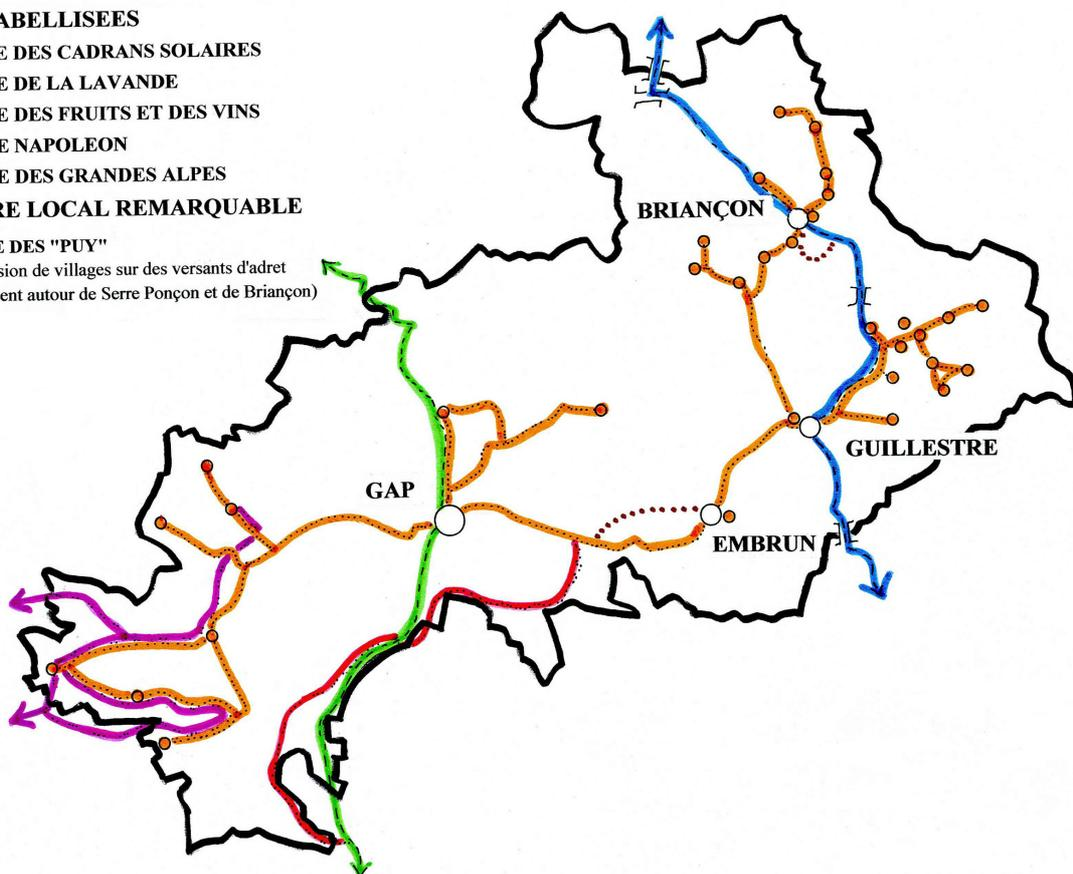 ABELLISEES
E DES CADRANS SOLAIRES
E DE LA LAVANDE
E DES FRUITS ET DES VINS
E NAPOLEON
E DES GRANDES ALPES
RE LOCAL REMARQUABLE
E DES "PUY"
sion de villages sur des versants d'adret
ent autour de Serre Ponçon et de Briançon)
BRIANÇON
GUILLESTRE
GAP
EMBRUN